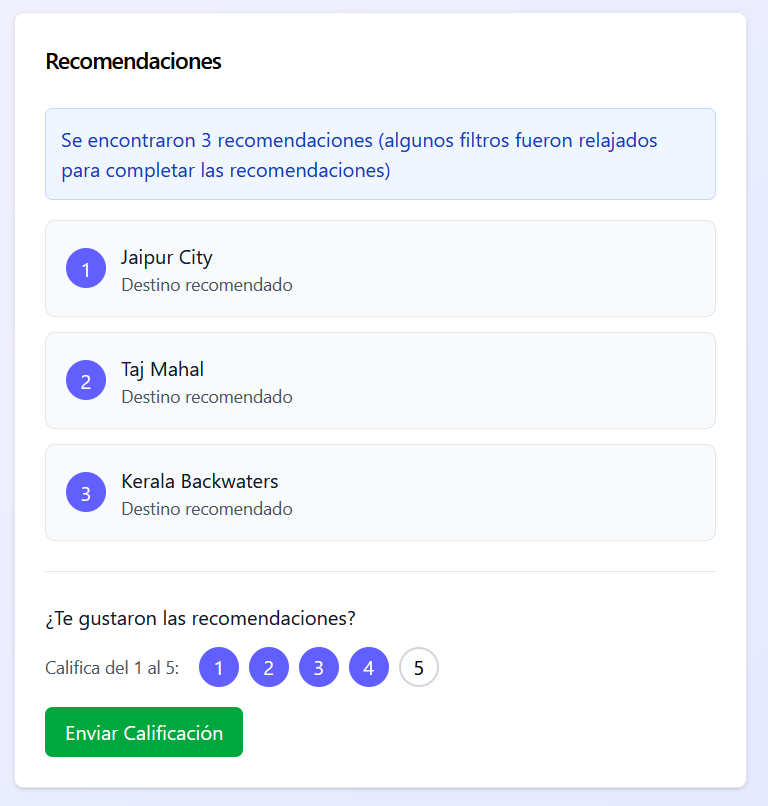 Recomendaciones
Se encontraron 3 recomendaciones (algunos filtros fueron relajados
para completar las recomendaciones)
1
Jaipur City
Destino recomendado
2
Taj Mahal
Destino recomendado
3
Kerala Backwaters
Destino recomendado
¿Te gustaron las recomendaciones?
Califica del 1 al 5: 1 2 3 4 5
Enviar Calificación